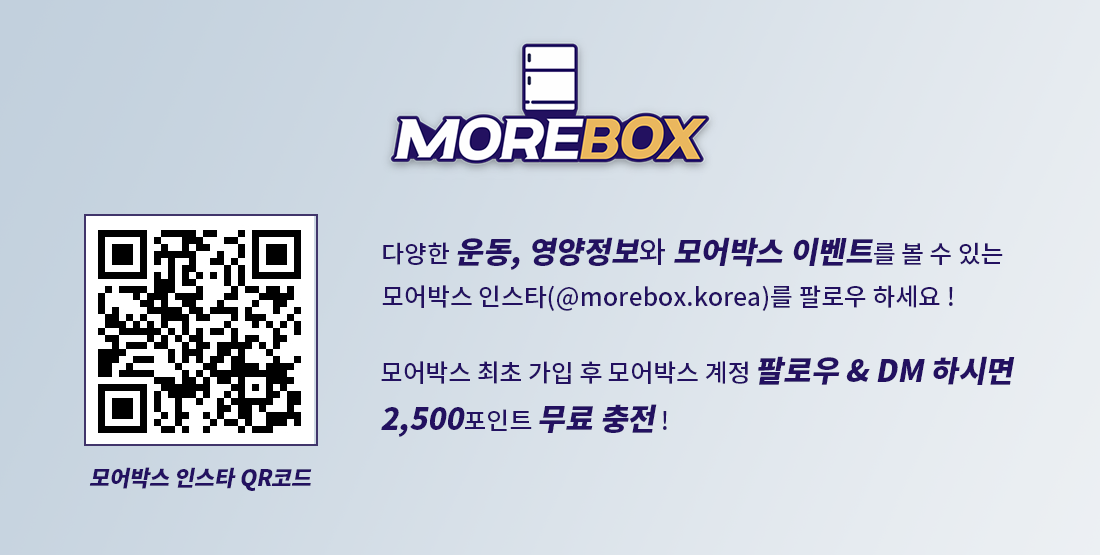 MOREBOX
다양한 운동, 영양정보와 모어박스 이벤트를 볼 수 있는
모어박스 인스타(@morebox.korea)를 팔로우 하세요 !
모어박스 최초 가입 후 모어박스 계정 팔로우 & DM 하시면
2,500포인트 무료 충전 !
모어박스 인스타 QR코드